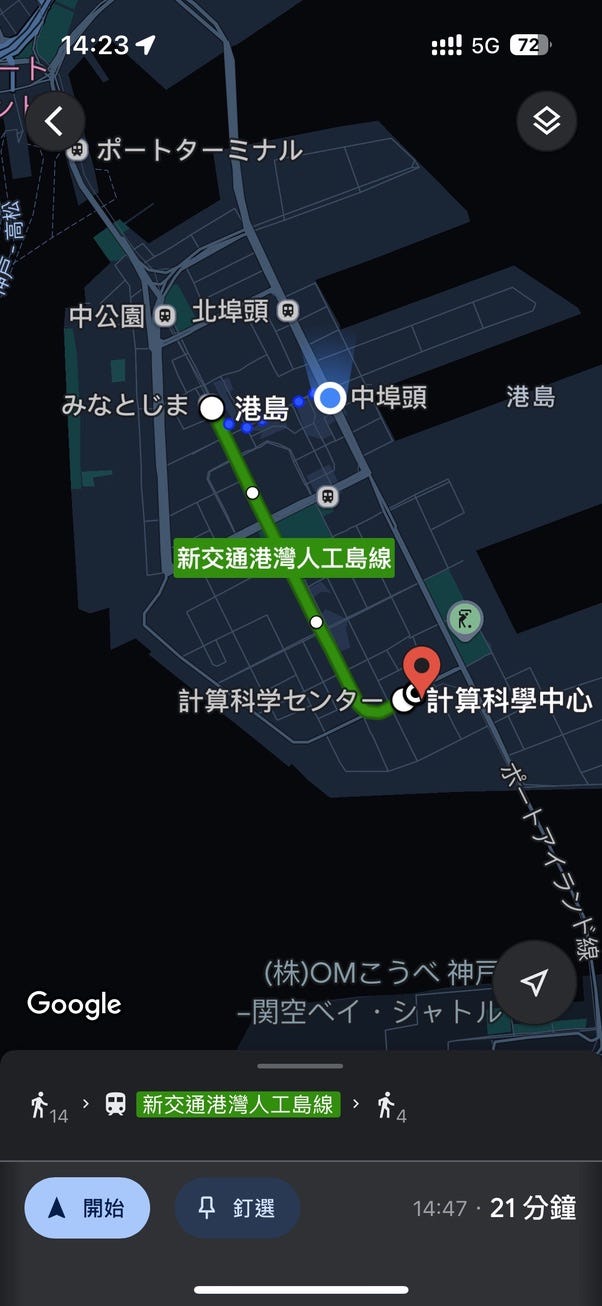 14:23
5G 72
ート
ポートターミナル
神戸 - 高松
中公園
北埠頭
みなとじま
港島
中埠頭
港島
新交通港灣人工島線
計算科学センター
計算科學中心
ポートアイランド線
(株)OMこうべ 神戸
−関空ベイ・シャトル
Google
14 › 新交通港灣人工島線 › 4
開始
釘選
14:47 · 21 分鐘